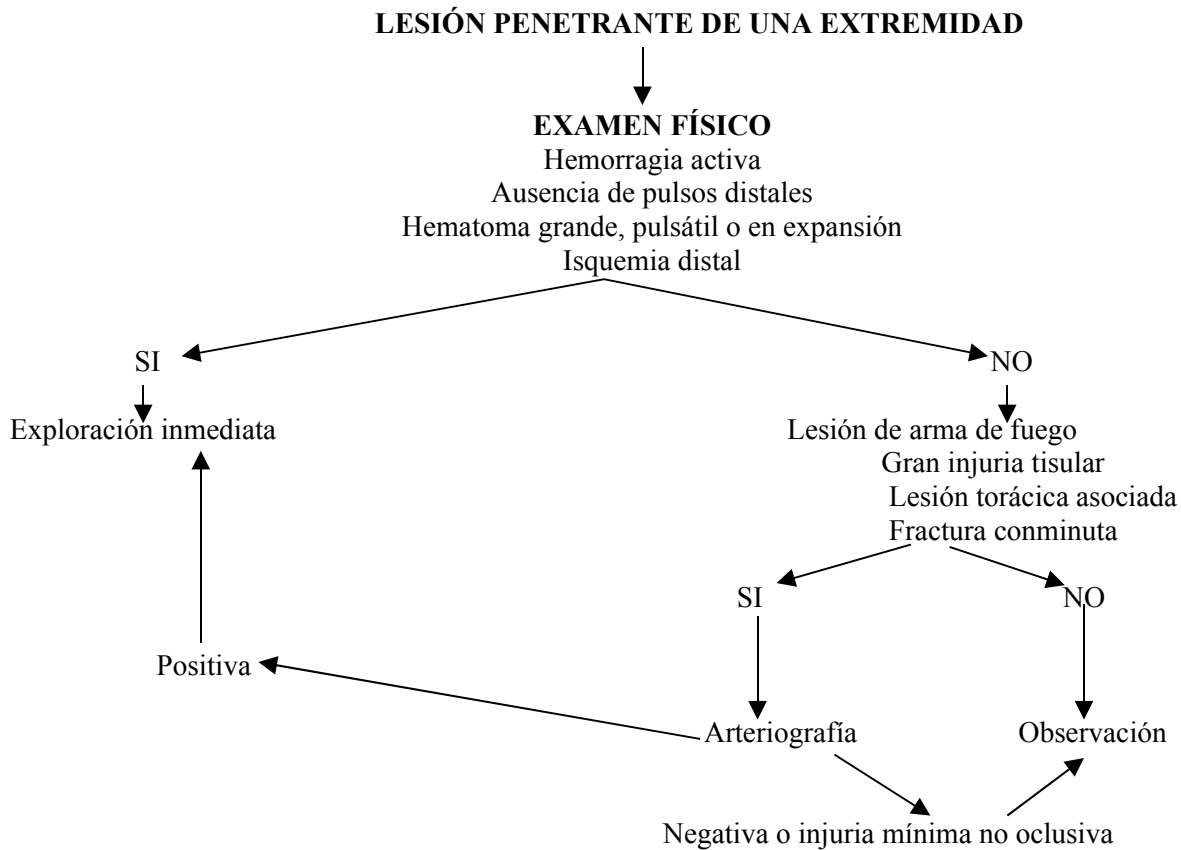 LESIÓN PENETRANTE DE UNA EXTREMIDAD
EXAMEN FÍSICO
Hemorragia activa
Ausencia de pulsos distales
Hematoma grande, pulsátil o en expansión
Isquemia distal
SI
NO
Exploración inmediata
Lesión de arma de fuego
Gran injuria tisular
Lesión torácica asociada
Fractura conminuta
SI
NO
Positiva
Arteriografía
Observación
Negativa o injuria mínima no oclusiva